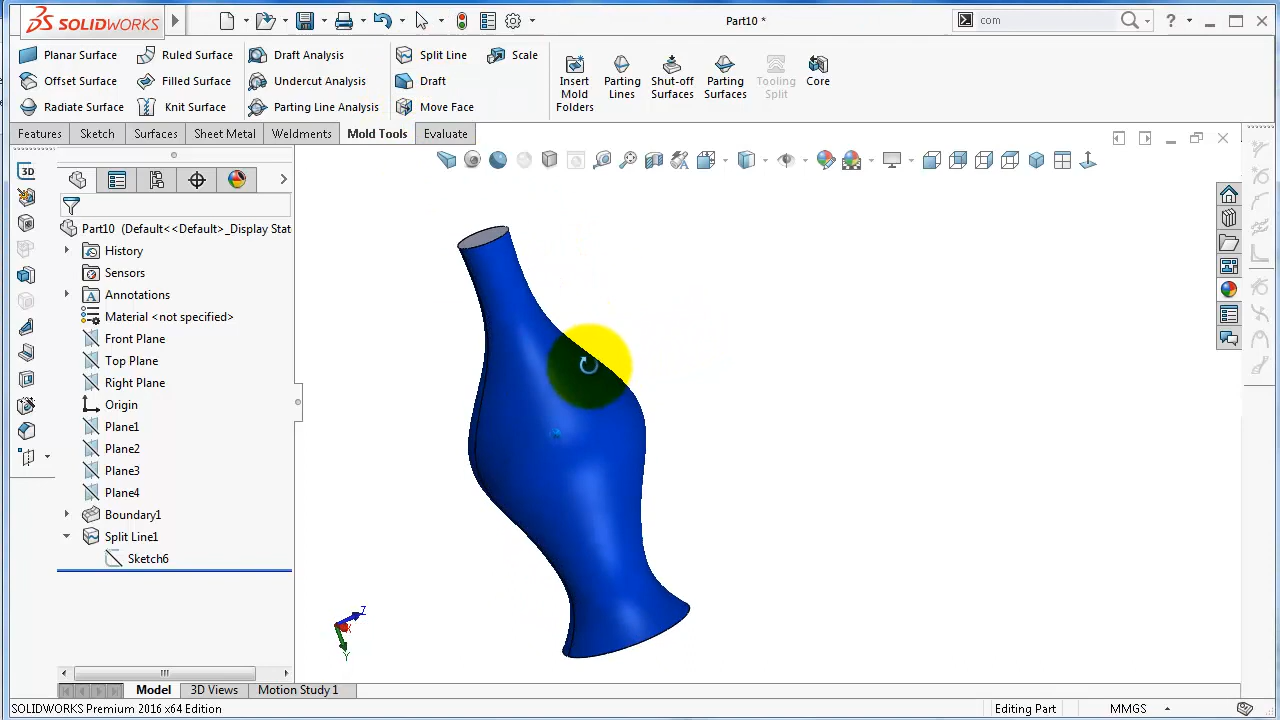 SOLIDWORKS
Part10 *
com
?
Planar Surface
Ruled Surface
Draft Analysis
Split Line
Scale
Offset Surface
Filled Surface
Undercut Analysis
Draft
Radiate Surface
Knit Surface
Parting Line Analysis
Move Face
Insert Mold Folders
Parting Lines
Shut-off Surfaces
Parting Surfaces
Tooling Split
Core
Features
Sketch
Surfaces
Sheet Metal
Weldments
Mold Tools
Evaluate
3D
Part10 (Default<<Default>_Display Stat
History
Sensors
A
Annotations
Material <not specified>
Front Plane
Top Plane
Right Plane
Origin
Plane1
Plane2
Plane3
Plane4
Boundary1
Split Line1
Sketch6
Z
X
Y
Model
3D Views
Motion Study 1
SOLIDWORKS Premium 2016 x64 Edition
Editing Part
MMGS